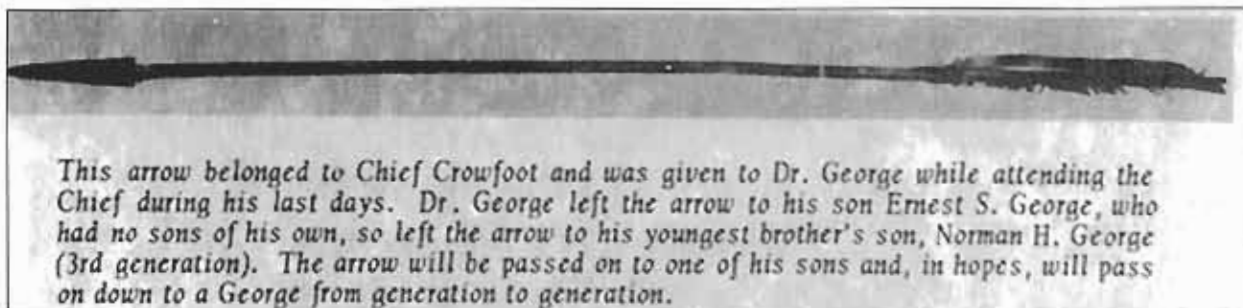 This arrow belonged to Chief Crowfoot and was given to Dr. George while attending the
Chief during his last days. Dr. George left the arrow to his son Ernest S. George, who
had no sons of his own, so left the arrow to his youngest brother's son, Norman H. George
(3rd generation). The arrow will be passed on to one of his sons and, in hopes, will pass
on down to a George from generation to generation.